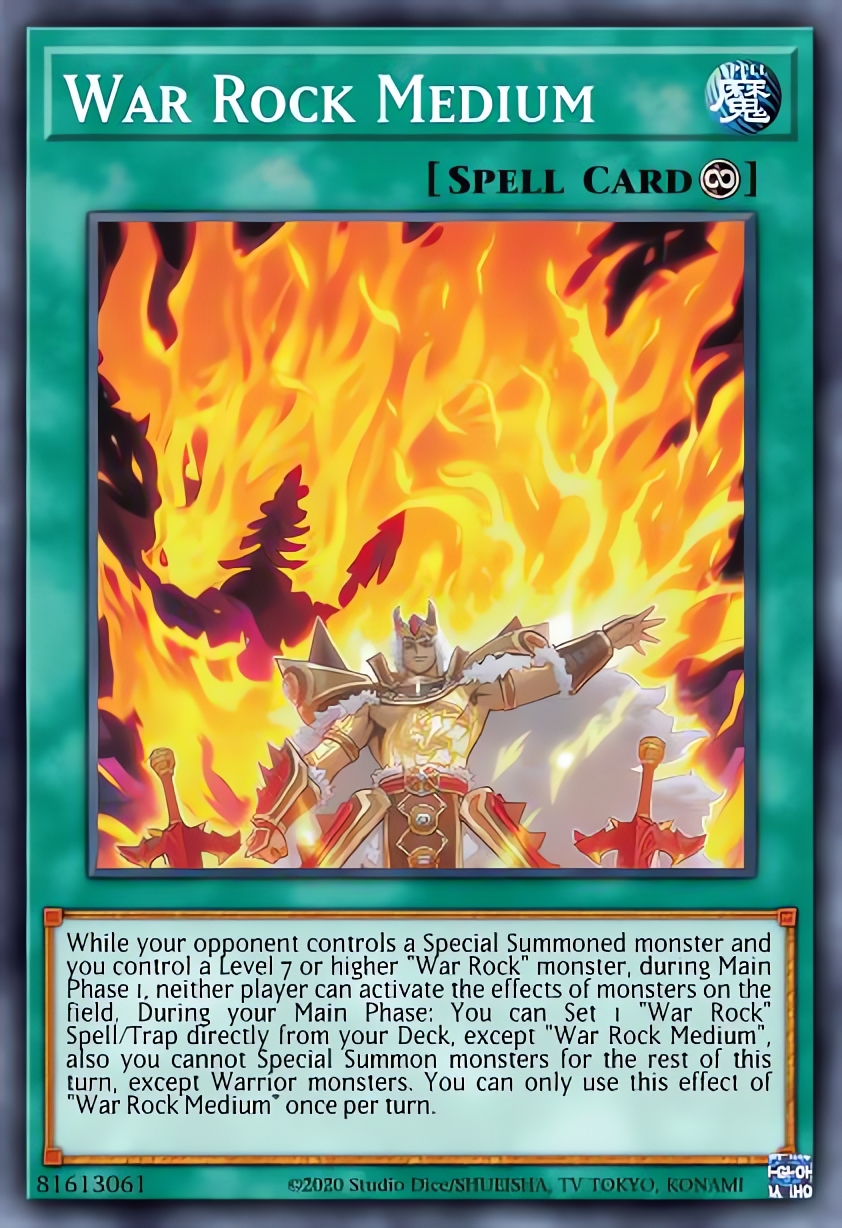 War Rock Medium
魔
[Spell Card]
While your opponent controls a Special Summoned monster and
you control a Level 7 or higher "War Rock" monster, during Main
Phase 1, neither player can activate the effects of monsters on the
field. During your Main Phase: You can Set 1 "War Rock"
Spell/Trap directly from your Deck, except "War Rock Medium",
also you cannot Special Summon monsters for the rest of this
turn, except Warrior monsters. You can only use this effect of
"War Rock Medium" once per turn.
81613061
©2020 Studio Dice/SHUEISHA, TV TOKYO, KONAMI